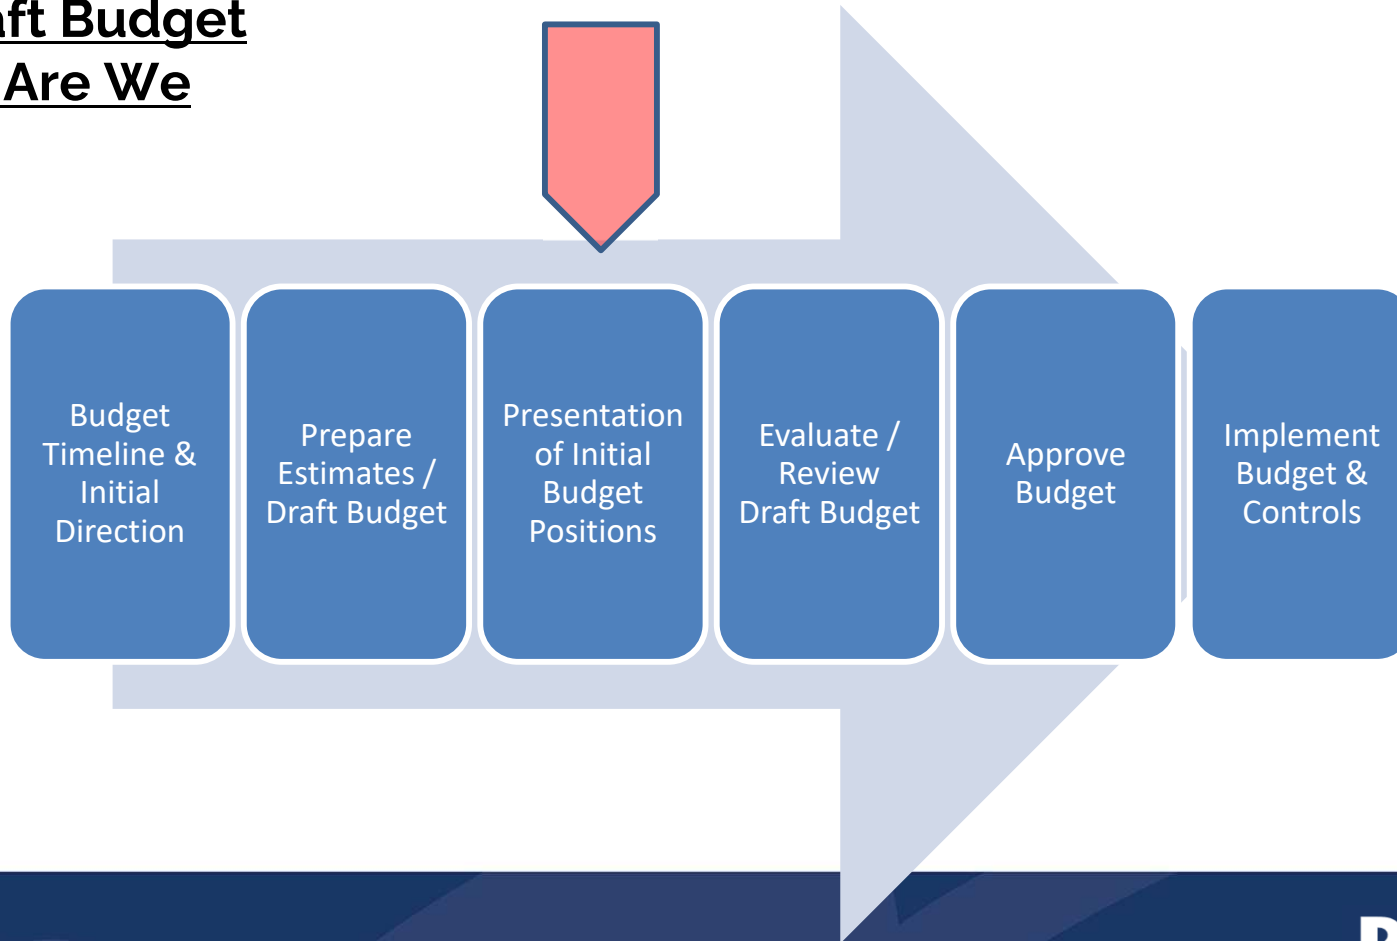 aft Budget
Are We
Budget
Timeline &
Initial
Direction
Prepare
Estimates /
Draft Budget
Presentation
of Initial
Budget
Positions
Evaluate /
Review
Draft Budget
Approve
Budget
Implement
Budget &
Controls